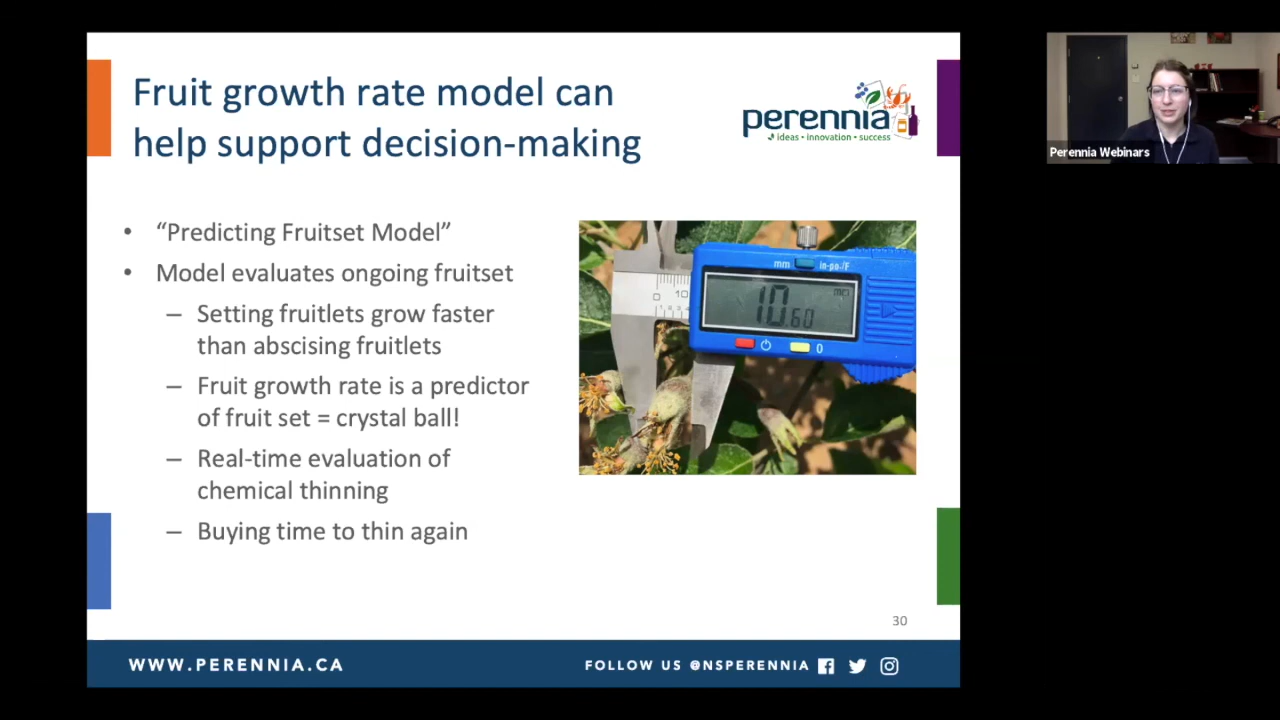 Fruit growth rate model can
help support decision-making
perennia
ideas • innovation • success
• “Predicting Fruitset Model”
• Model evaluates ongoing fruitset
– Setting fruitlets grow faster
than abscising fruitlets
– Fruit growth rate is a predictor
of fruit set = crystal ball!
– Real-time evaluation of
chemical thinning
– Buying time to thin again
mm
0 10
10.60
mm
0
30
WWW.PERENNIA.CA
FOLLOW US @NSPERENNIA
Perennia Webinars